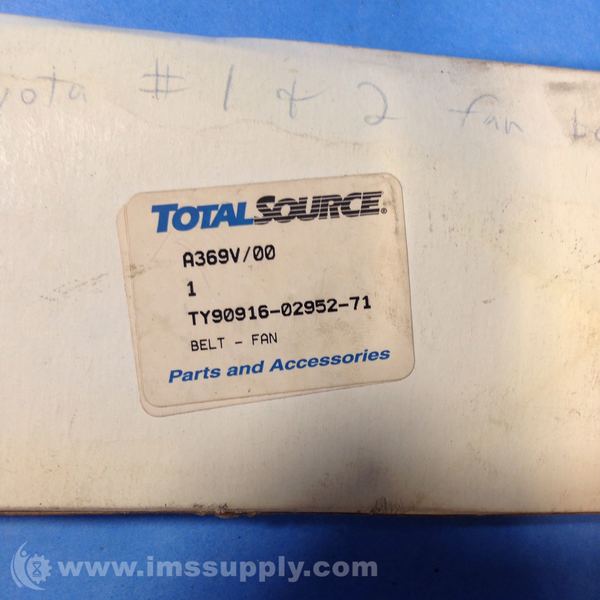 yota # 1 & 2 fan be
TOTALSOURCE®
A369V/00
1
TY90916-02952-71
BELT - FAN
Parts and Accessories
www.imssupply.com